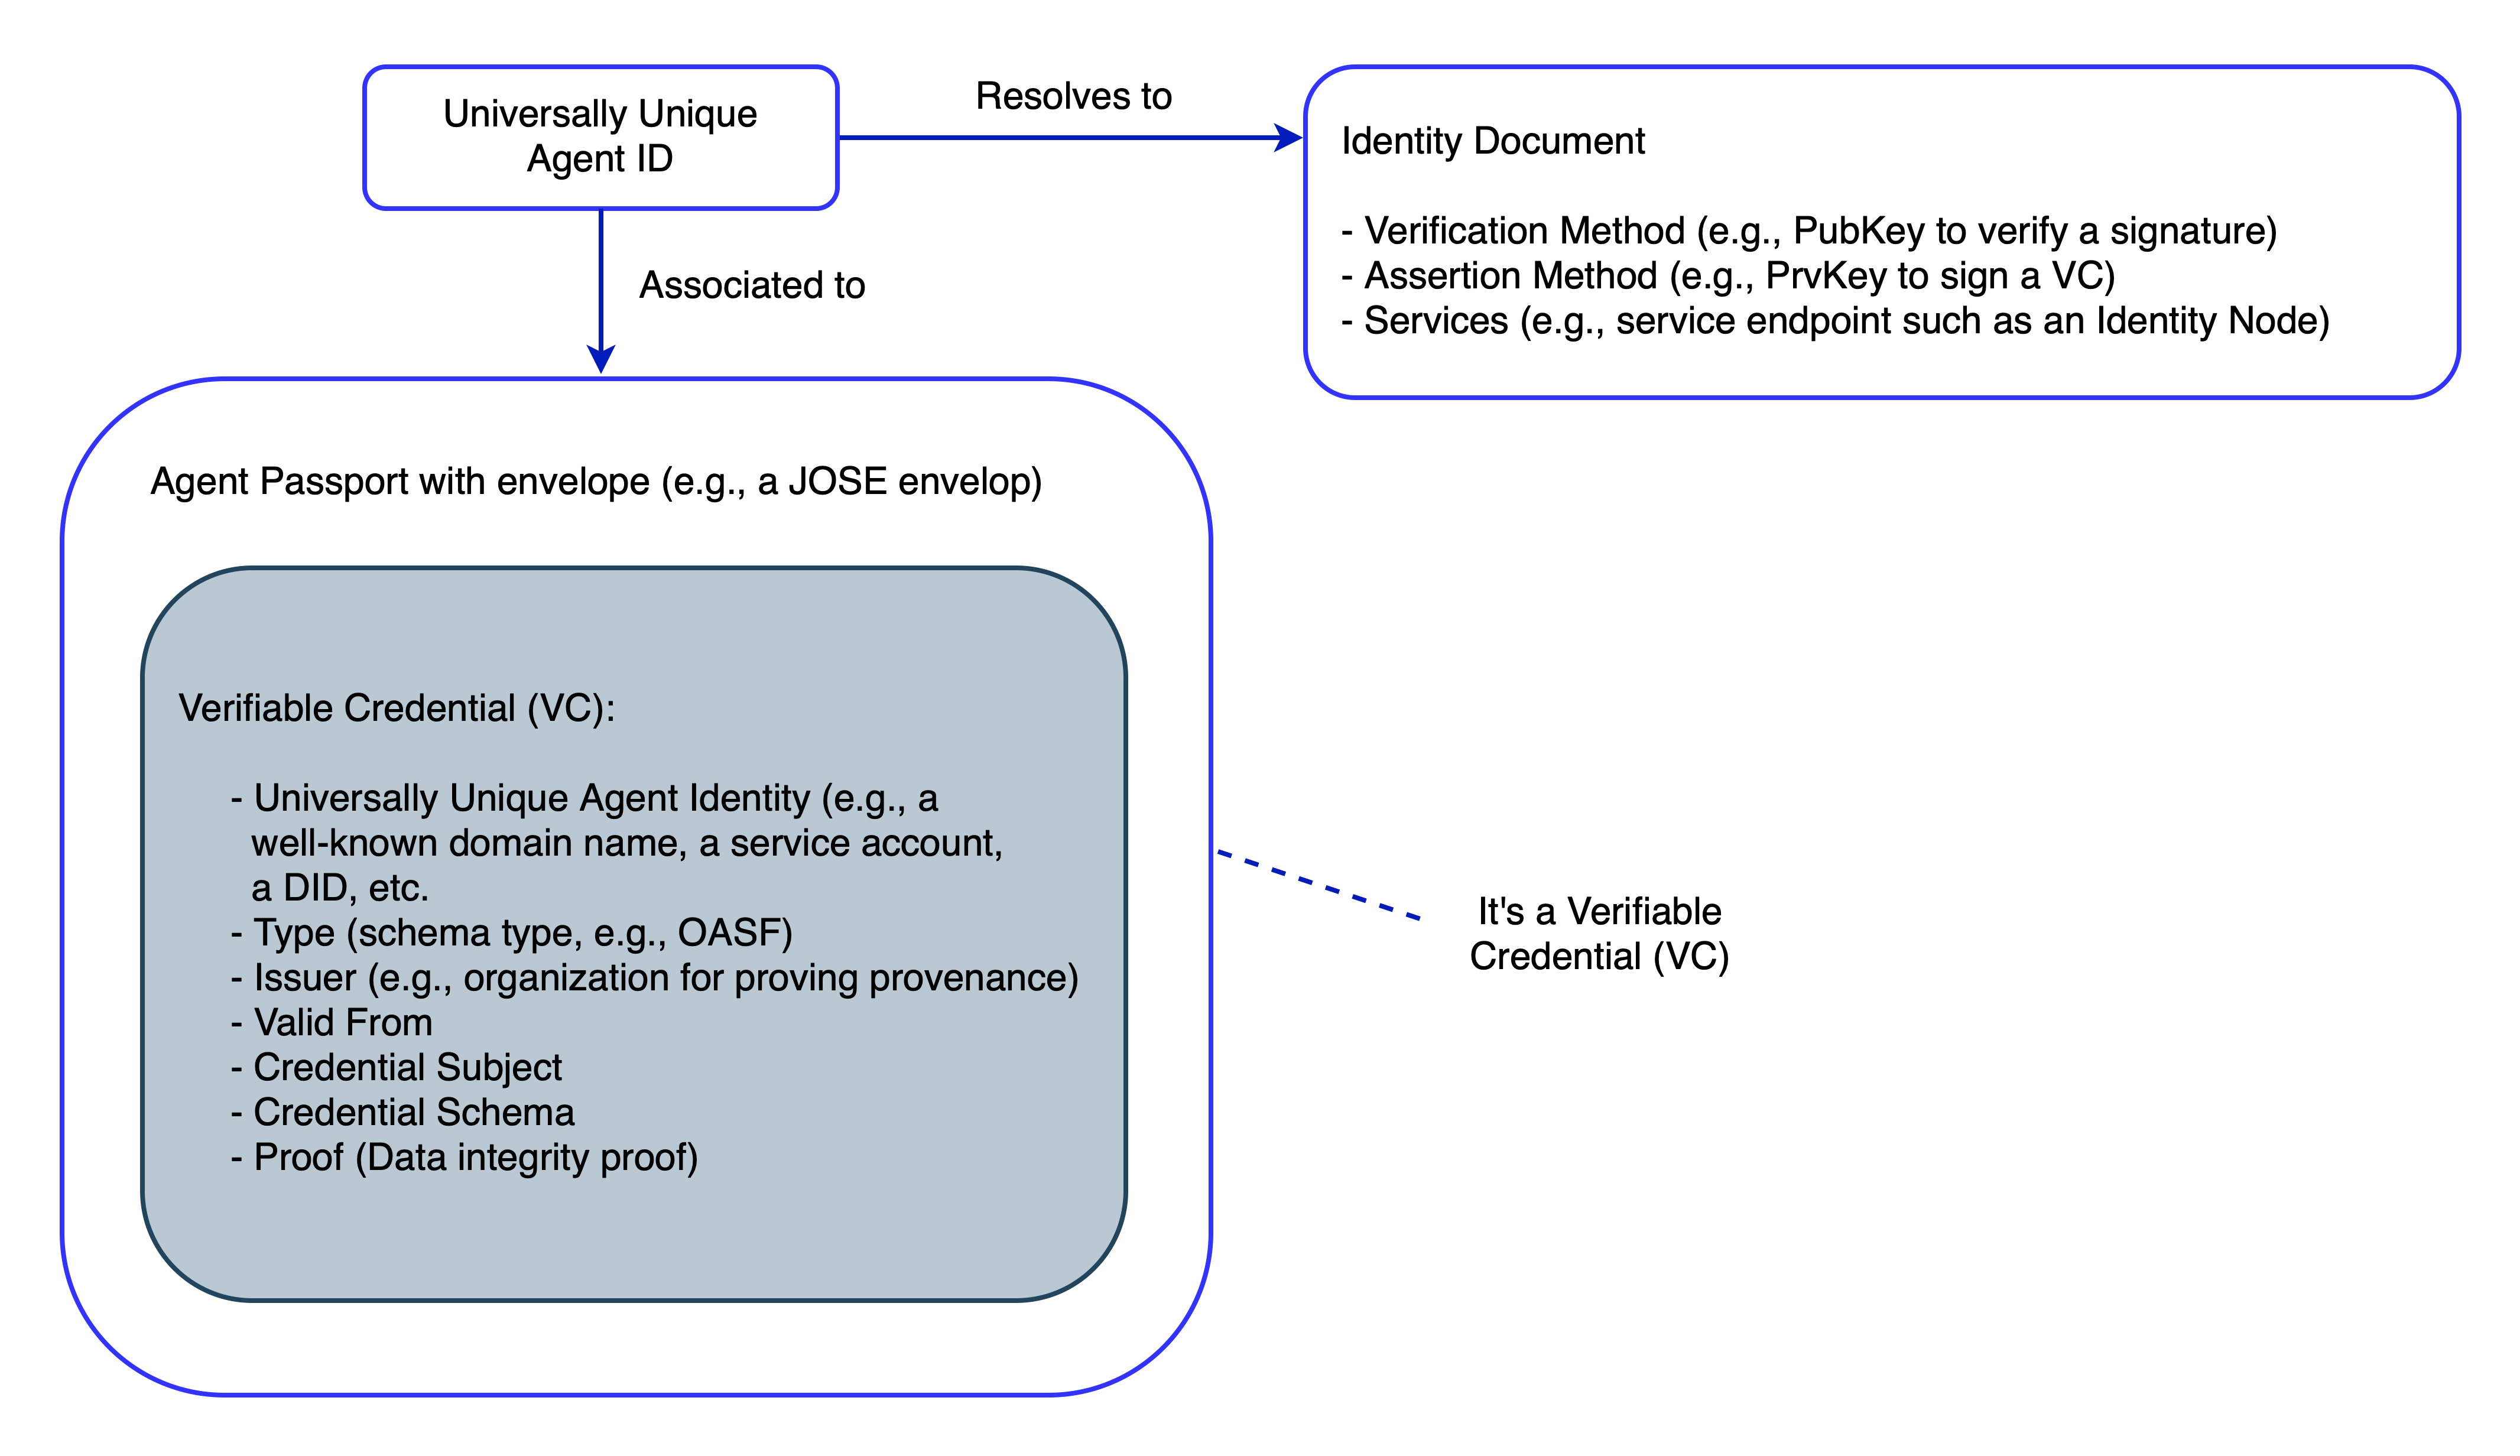 Universally Unique
Agent ID
Resolves to
Identity Document
- Verification Method (e.g., PubKey to verify a signature)
- Assertion Method (e.g., PrvKey to sign a VC)
- Services (e.g., service endpoint such as an Identity Node)
Associated to
Agent Passport with envelope (e.g., a JOSE envelop)
Verifiable Credential (VC):
- Universally Unique Agent Identity (e.g., a
well-known domain name, a service account,
a DID, etc.
- Type (schema type, e.g., OASF)
- Issuer (e.g., organization for proving provenance)
- Valid From
- Credential Subject
- Credential Schema
- Proof (Data integrity proof)
It's a Verifiable
Credential (VC)